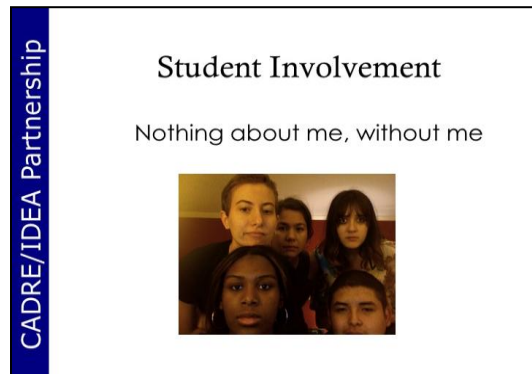 CADRE/IDEA Partnership
Student Involvement
Nothing about me, without me